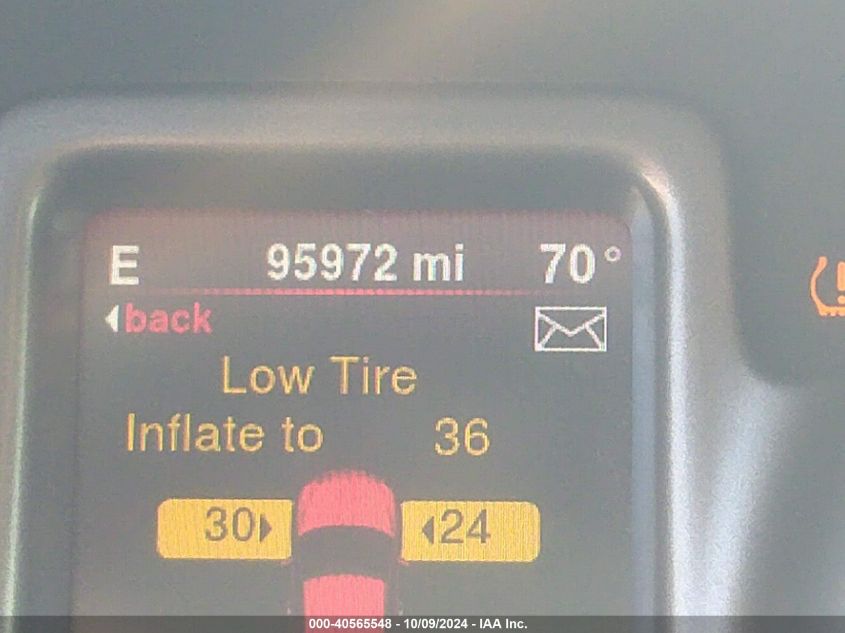 E 95972 mi 70°
back
Low Tire
Inflate to 36
30 24
000-40565548 - 10/09/2024 - IAA Inc.